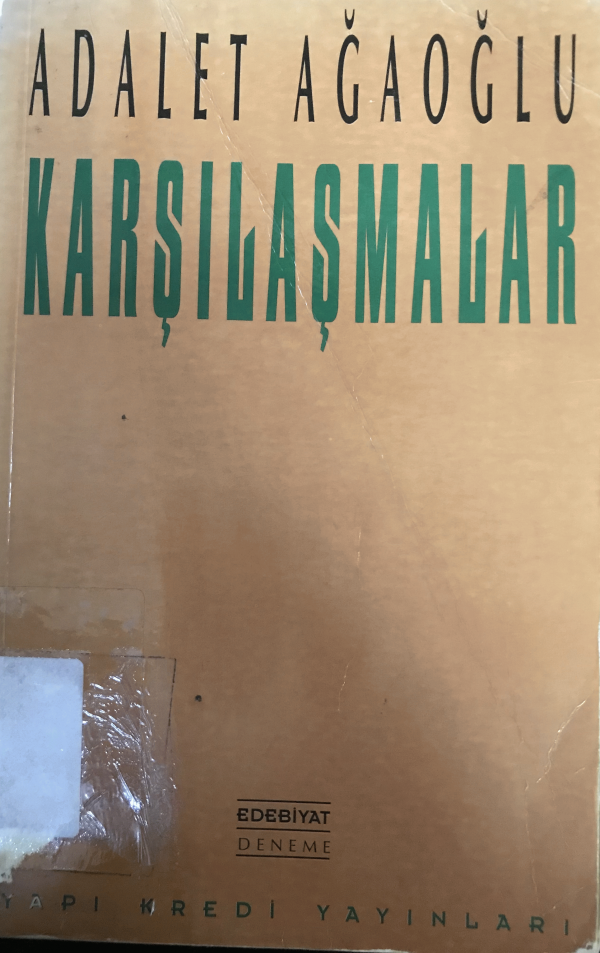 ADALET AĞAOĞLU
KARŞILAŞMALAR
EDEBİYAT
DENEME
YAPI KREDİ YAYINLARI